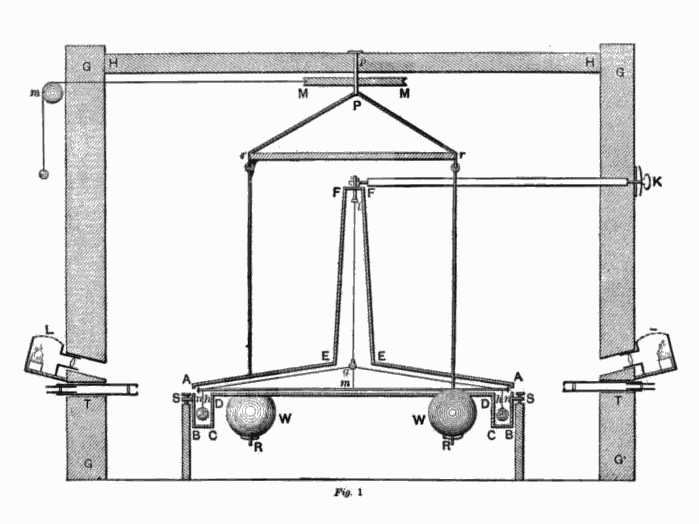 G H p H G
m M M
P
r r
F F K
E E
L
A g A
m
S n h D D h n S
T T
W W
B C C B
R R
G G
Fig. 1